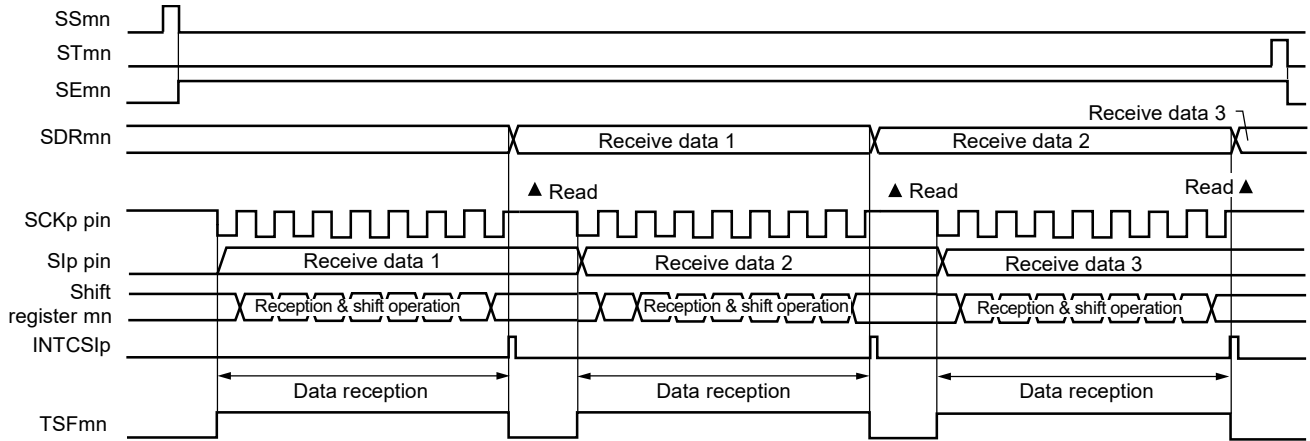 SSmn
STmn
SEmn
Receive data 3
SDRmn
Receive data 1
Receive data 2
▲ Read
▲ Read
Read ▲
SCKp pin
SIp pin
Receive data 1
Receive data 2
Receive data 3
Shift
register mn
Reception & shift operation
Reception & shift operation
Reception & shift operation
INTCSIp
Data reception
Data reception
Data reception
TSFmn